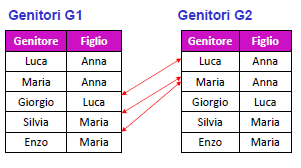 Genitori G1 Genitori G2
Genitore Figlio Genitore Figlio
Luca Anna Luca Anna
Maria Anna Maria Anna
Giorgio Luca Giorgio Luca
Silvia Maria Silvia Maria
Enzo Maria Enzo Maria